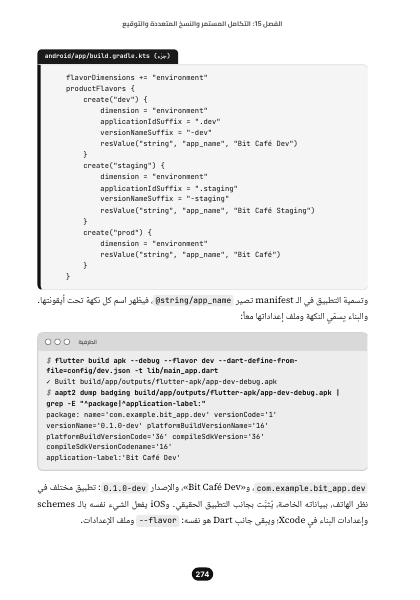 الفصل 15: التكامل المستمر والنسخ المتعددة والتوقيع
android/app/build.gradle.kts (جزء)
flavorDimensions += "environment"
productFlavors {
create("dev") {
dimension = "environment"
applicationIdSuffix = ".dev"
versionNameSuffix = "-dev"
resValue("string", "app_name", "Bit Café Dev")
}
create("staging") {
dimension = "environment"
applicationIdSuffix = ".staging"
versionNameSuffix = "-staging"
resValue("string", "app_name", "Bit Café Staging")
}
create("prod") {
dimension = "environment"
resValue("string", "app_name", "Bit Café")
}
}
وتسمية التطبيق في الـ manifest تصير @string/app_name، فيظهر اسم كل نكهة تحت أيقونتها.
والبناء يسمّي النكهة وملف إعداداتها معاً:
الطرفية
$ flutter build apk --debug --flavor dev --dart-define-from-
file=config/dev.json -t lib/main.dart
✓ Built build/app/outputs/flutter-apk/app-dev-debug.apk
$ aapt2 dump badging build/app/outputs/flutter-apk/app-dev-debug.apk |
grep -E "^package|^application-label:"
package: name='com.example.bit_app.dev' versionCode='1'
versionName='0.1.0-dev' platformBuildVersionName='16'
platformBuildVersionCode='36' compileSdkVersion='36'
compileSdkVersionCodename='16'
application-label:'Bit Café Dev'
com.example.bit_app.dev، و«Bit Café Dev»، والإصدار 0.1.0-dev: تطبيق مختلف في
نظر الهاتف، ببياناته الخاصة، يُثبَّت بجانب التطبيق الحقيقي. وiOS يفعل الشيء نفسه بالـ schemes
وإعدادات البناء في Xcode؛ ويبقى جانب Dart هو نفسه: --flavor وملف الإعدادات.
274